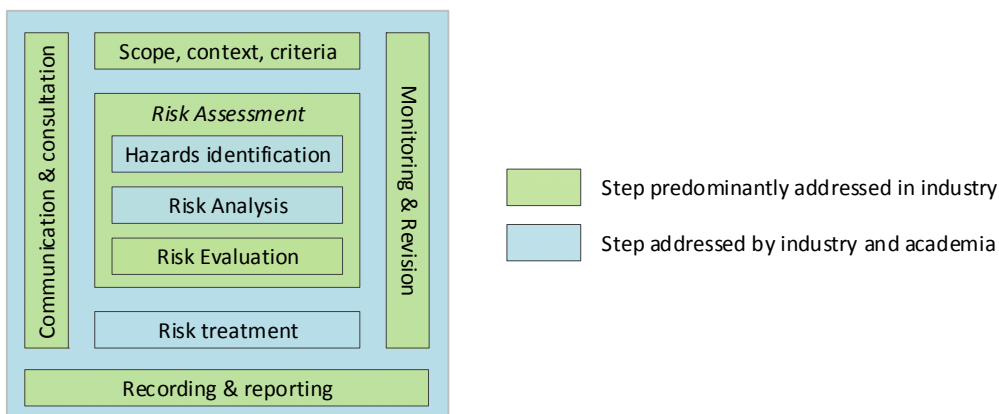 Communication & consultation
Scope, context, criteria
Risk Assessment
Hazards identification
Risk Analysis
Risk Evaluation
Risk treatment
Monitoring & Revision
Recording & reporting
Step predominantly addressed in industry
Step addressed by industry and academia